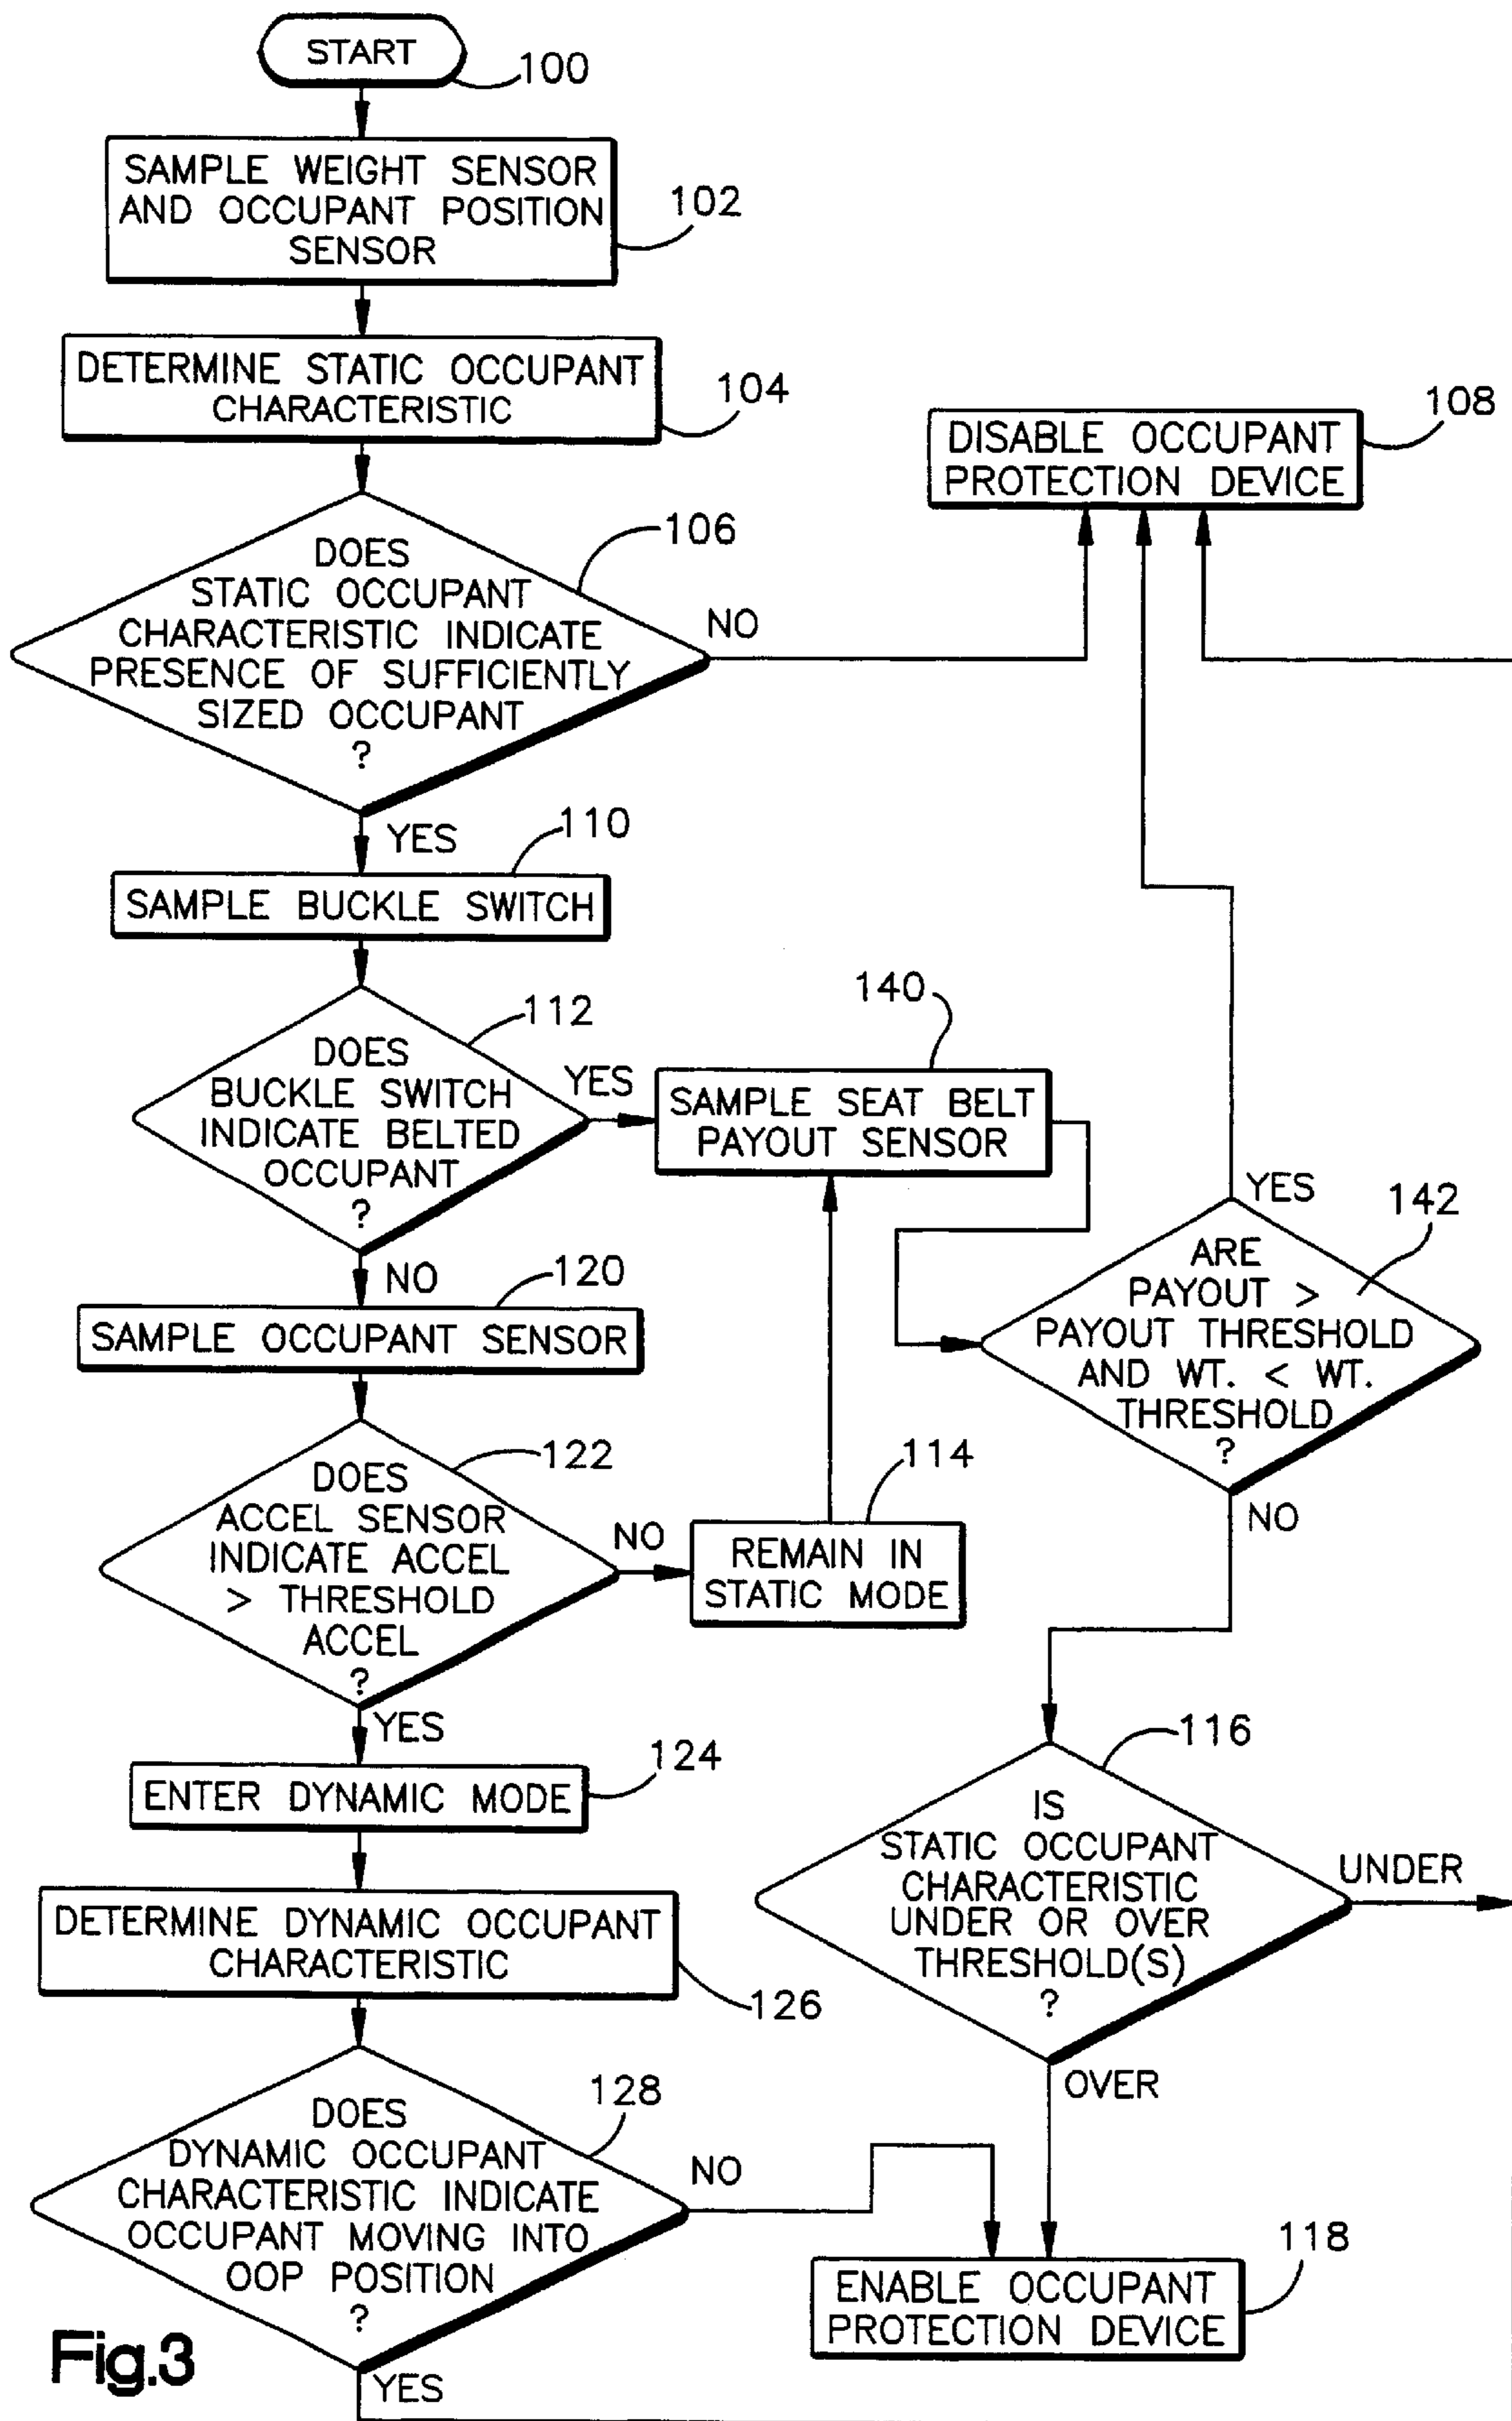 START
100
SAMPLE WEIGHT SENSOR
AND OCCUPANT POSITION
SENSOR
102
DETERMINE STATIC OCCUPANT
CHARACTERISTIC
104
DISABLE OCCUPANT
PROTECTION DEVICE
108
DOES
STATIC OCCUPANT
CHARACTERISTIC INDICATE
PRESENCE OF SUFFICIENTLY
SIZED OCCUPANT
?
106
NO
YES
110
SAMPLE BUCKLE SWITCH
DOES
BUCKLE SWITCH
INDICATE BELTED
OCCUPANT
?
112
YES
NO
140
SAMPLE SEAT BELT
PAYOUT SENSOR
YES
142
ARE
PAYOUT >
PAYOUT THRESHOLD
AND WT. < WT.
THRESHOLD
?
NO
120
SAMPLE OCCUPANT SENSOR
DOES
ACCEL SENSOR
INDICATE ACCEL
> THRESHOLD
ACCEL
?
122
NO
YES
114
REMAIN IN
STATIC MODE
124
ENTER DYNAMIC MODE
116
IS
STATIC OCCUPANT
CHARACTERISTIC
UNDER OR OVER
THRESHOLD(S)
?
UNDER
OVER
DETERMINE DYNAMIC OCCUPANT
CHARACTERISTIC
126
DOES
DYNAMIC OCCUPANT
CHARACTERISTIC INDICATE
OCCUPANT MOVING INTO
OOP POSITION
?
128
NO
YES
ENABLE OCCUPANT
PROTECTION DEVICE
118
Fig.3